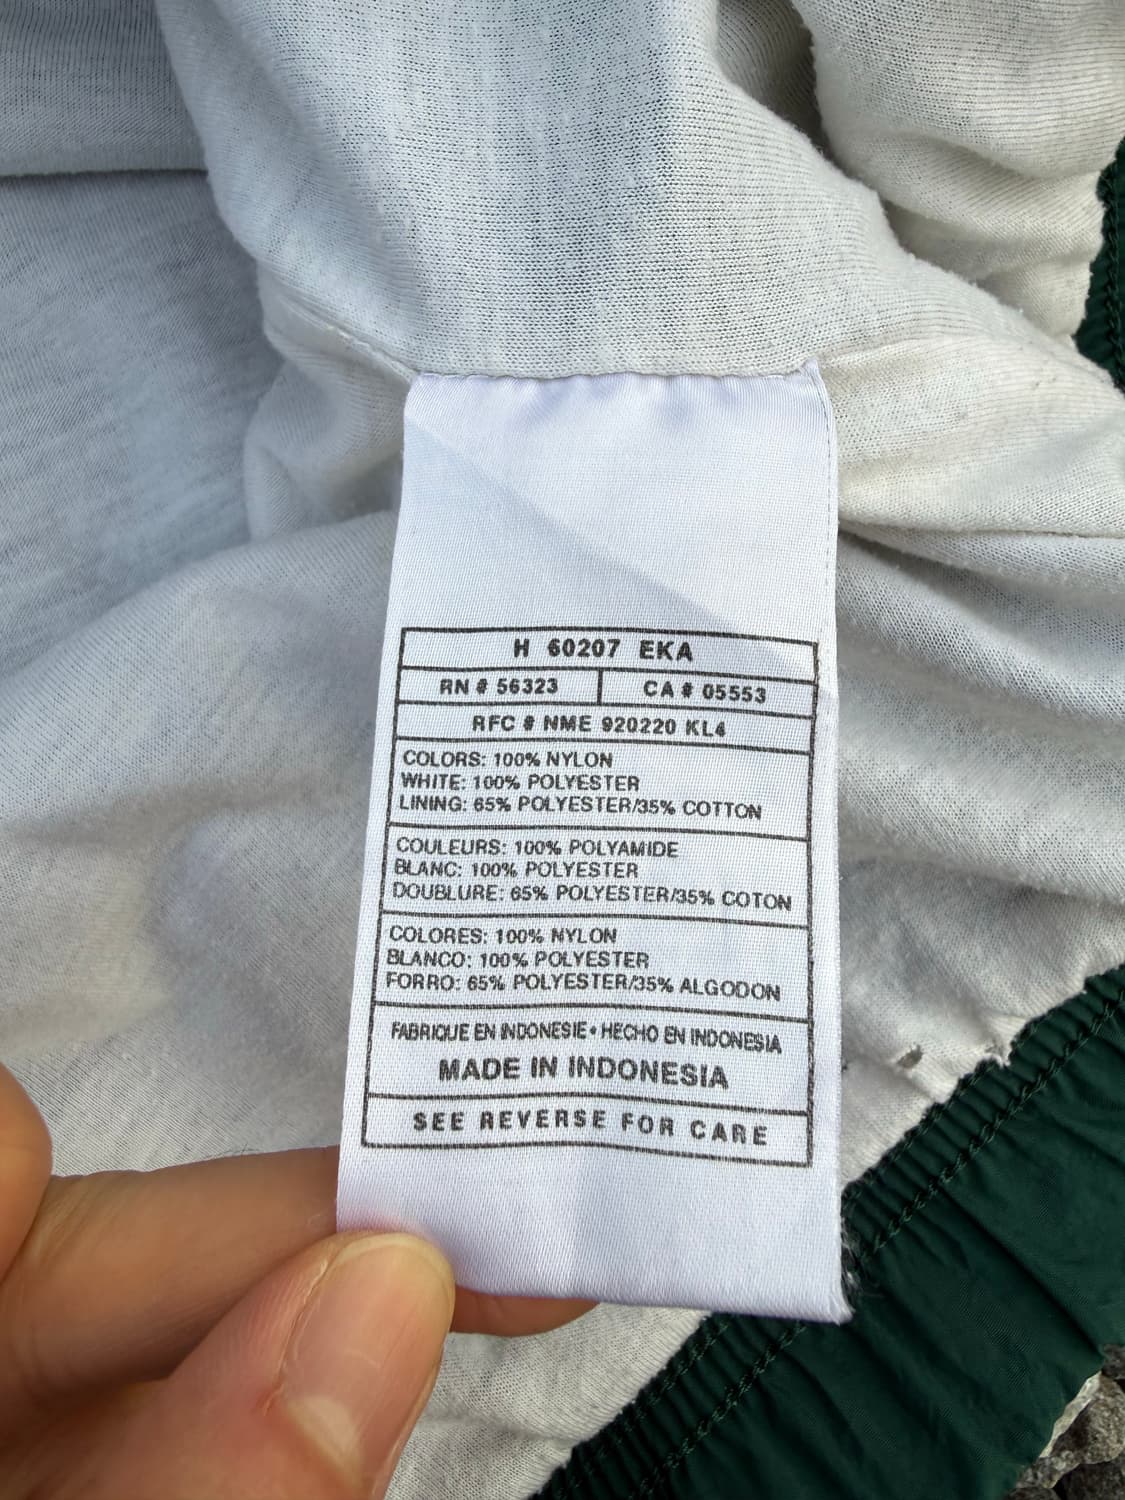 H 60207 EKA
RN # 56323 CA # 05553
RFC # NME 920220 KL4
COLORS: 100% NYLON
WHITE: 100% POLYESTER
LINING: 65% POLYESTER/35% COTTON
COULEURS: 100% POLYAMIDE
BLANC: 100% POLYESTER
DOUBLURE: 65% POLYESTER/35% COTON
COLORES: 100% NYLON
BLANCO: 100% POLYESTER
FORRO: 65% POLYESTER/35% ALGODON
FABRIQUE EN INDONESIE • HECHO EN INDONESIA
MADE IN INDONESIA
SEE REVERSE FOR CARE